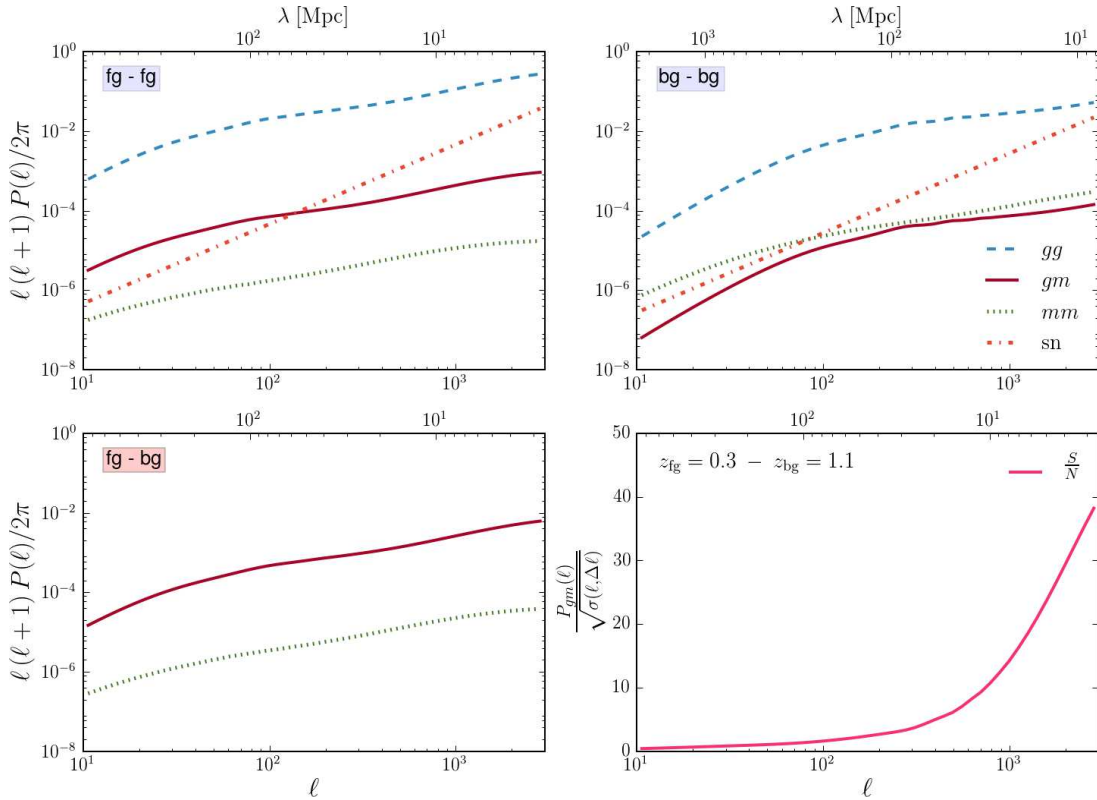 λ [Mpc]
10² 10¹
10⁰
10⁻²
10⁻⁴
10⁻⁶
10⁻⁸
ℓ (ℓ + 1) P(ℓ)/2π
fg - fg
10¹ 10² 10³
λ [Mpc]
10³ 10² 10¹
10⁰
10⁻²
10⁻⁴
10⁻⁶
10⁻⁸
bg - bg
gg
gm
mm
sn
10¹ 10² 10³
10² 10¹
10⁰
10⁻²
10⁻⁴
10⁻⁶
10⁻⁸
ℓ (ℓ + 1) P(ℓ)/2π
fg - bg
10¹ 10² 10³
ℓ
10² 10¹
50
40
30
20
10
0
P_gm(ℓ)/√σ(ℓ,Δℓ)
z_fg = 0.3 − z_bg = 1.1
S/N
10¹ 10² 10³
ℓ